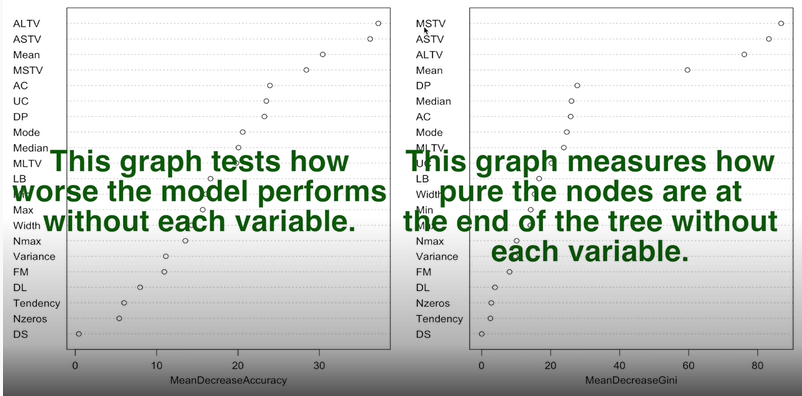 ALTV
ASTV
Mean
MSTV
AC
UC
DP
Mode
Median
MLTV
LB
Max
Width
Nmax
Variance
FM
DL
Tendency
Nzeros
DS
0 10 20 30
MeanDecreaseAccuracy
This graph tests how
worse the model performs
without each variable.
MSTV
ASTV
ALTV
Mean
DP
Median
AC
Mode
MLTV
UC
LB
Width
Min
Nmax
Variance
FM
DL
Nzeros
Tendency
DS
0 20 40 60 80
MeanDecreaseGini
This graph measures how
pure the nodes are at
the end of the tree without
each variable.